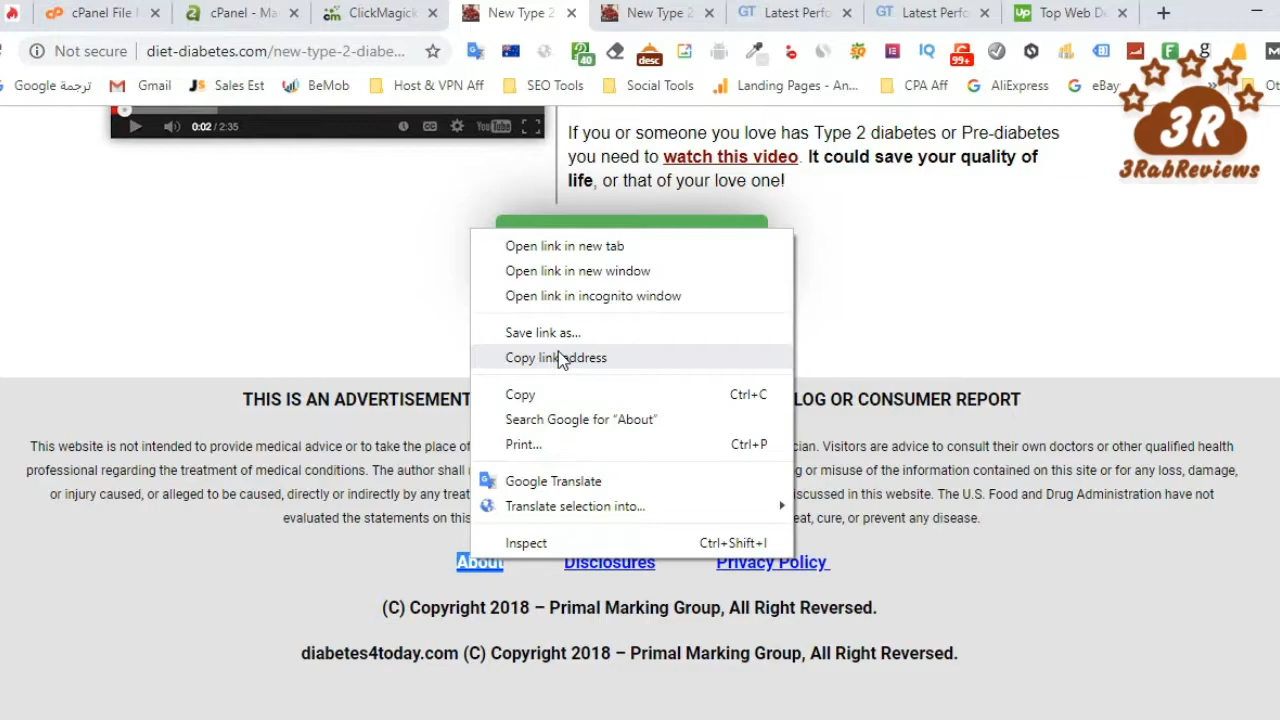 cPanel File M
cPanel - Ma
ClickMagick
New Type 2
New Type 2
Latest Perfo
Latest Perfo
Top Web De
Not secure
diet-diabetes.com/new-type-2-diabe...
40
desc
IQ
99+
ترجمة Google
Gmail
Sales Est
BeMob
Host & VPN Aff
SEO Tools
Social Tools
Landing Pages - An...
CPA Aff
AliExpress
eBay
3R
3RabReviews
0:02 / 2:35
CC
YouTube
If you or someone you love has Type 2 diabetes or Pre-diabetes
you need to watch this video. It could save your quality of
life, or that of your love one!
Open link in new tab
Open link in new window
Open link in incognito window
Save link as...
Copy link address
Copy Ctrl+C
Search Google for “About”
Print... Ctrl+P
Google Translate
Translate selection into...
Inspect Ctrl+Shift+I
THIS IS AN ADVERTISEMENT LOG OR CONSUMER REPORT
This website is not intended to provide medical advice or to take the place of cian. Visitors are advice to consult their own doctors or other qualified health
professional regarding the treatment of medical conditions. The author shall g or misuse of the information contained on this site or for any loss, damage,
or injury caused, or alleged to be caused, directly or indirectly by any treat iscussed in this website. The U.S. Food and Drug Administration have not
evaluated the statements on this eat, cure, or prevent any disease.
About Disclosures Privacy Policy
(C) Copyright 2018 – Primal Marking Group, All Right Reversed.
diabetes4today.com (C) Copyright 2018 – Primal Marking Group, All Right Reversed.